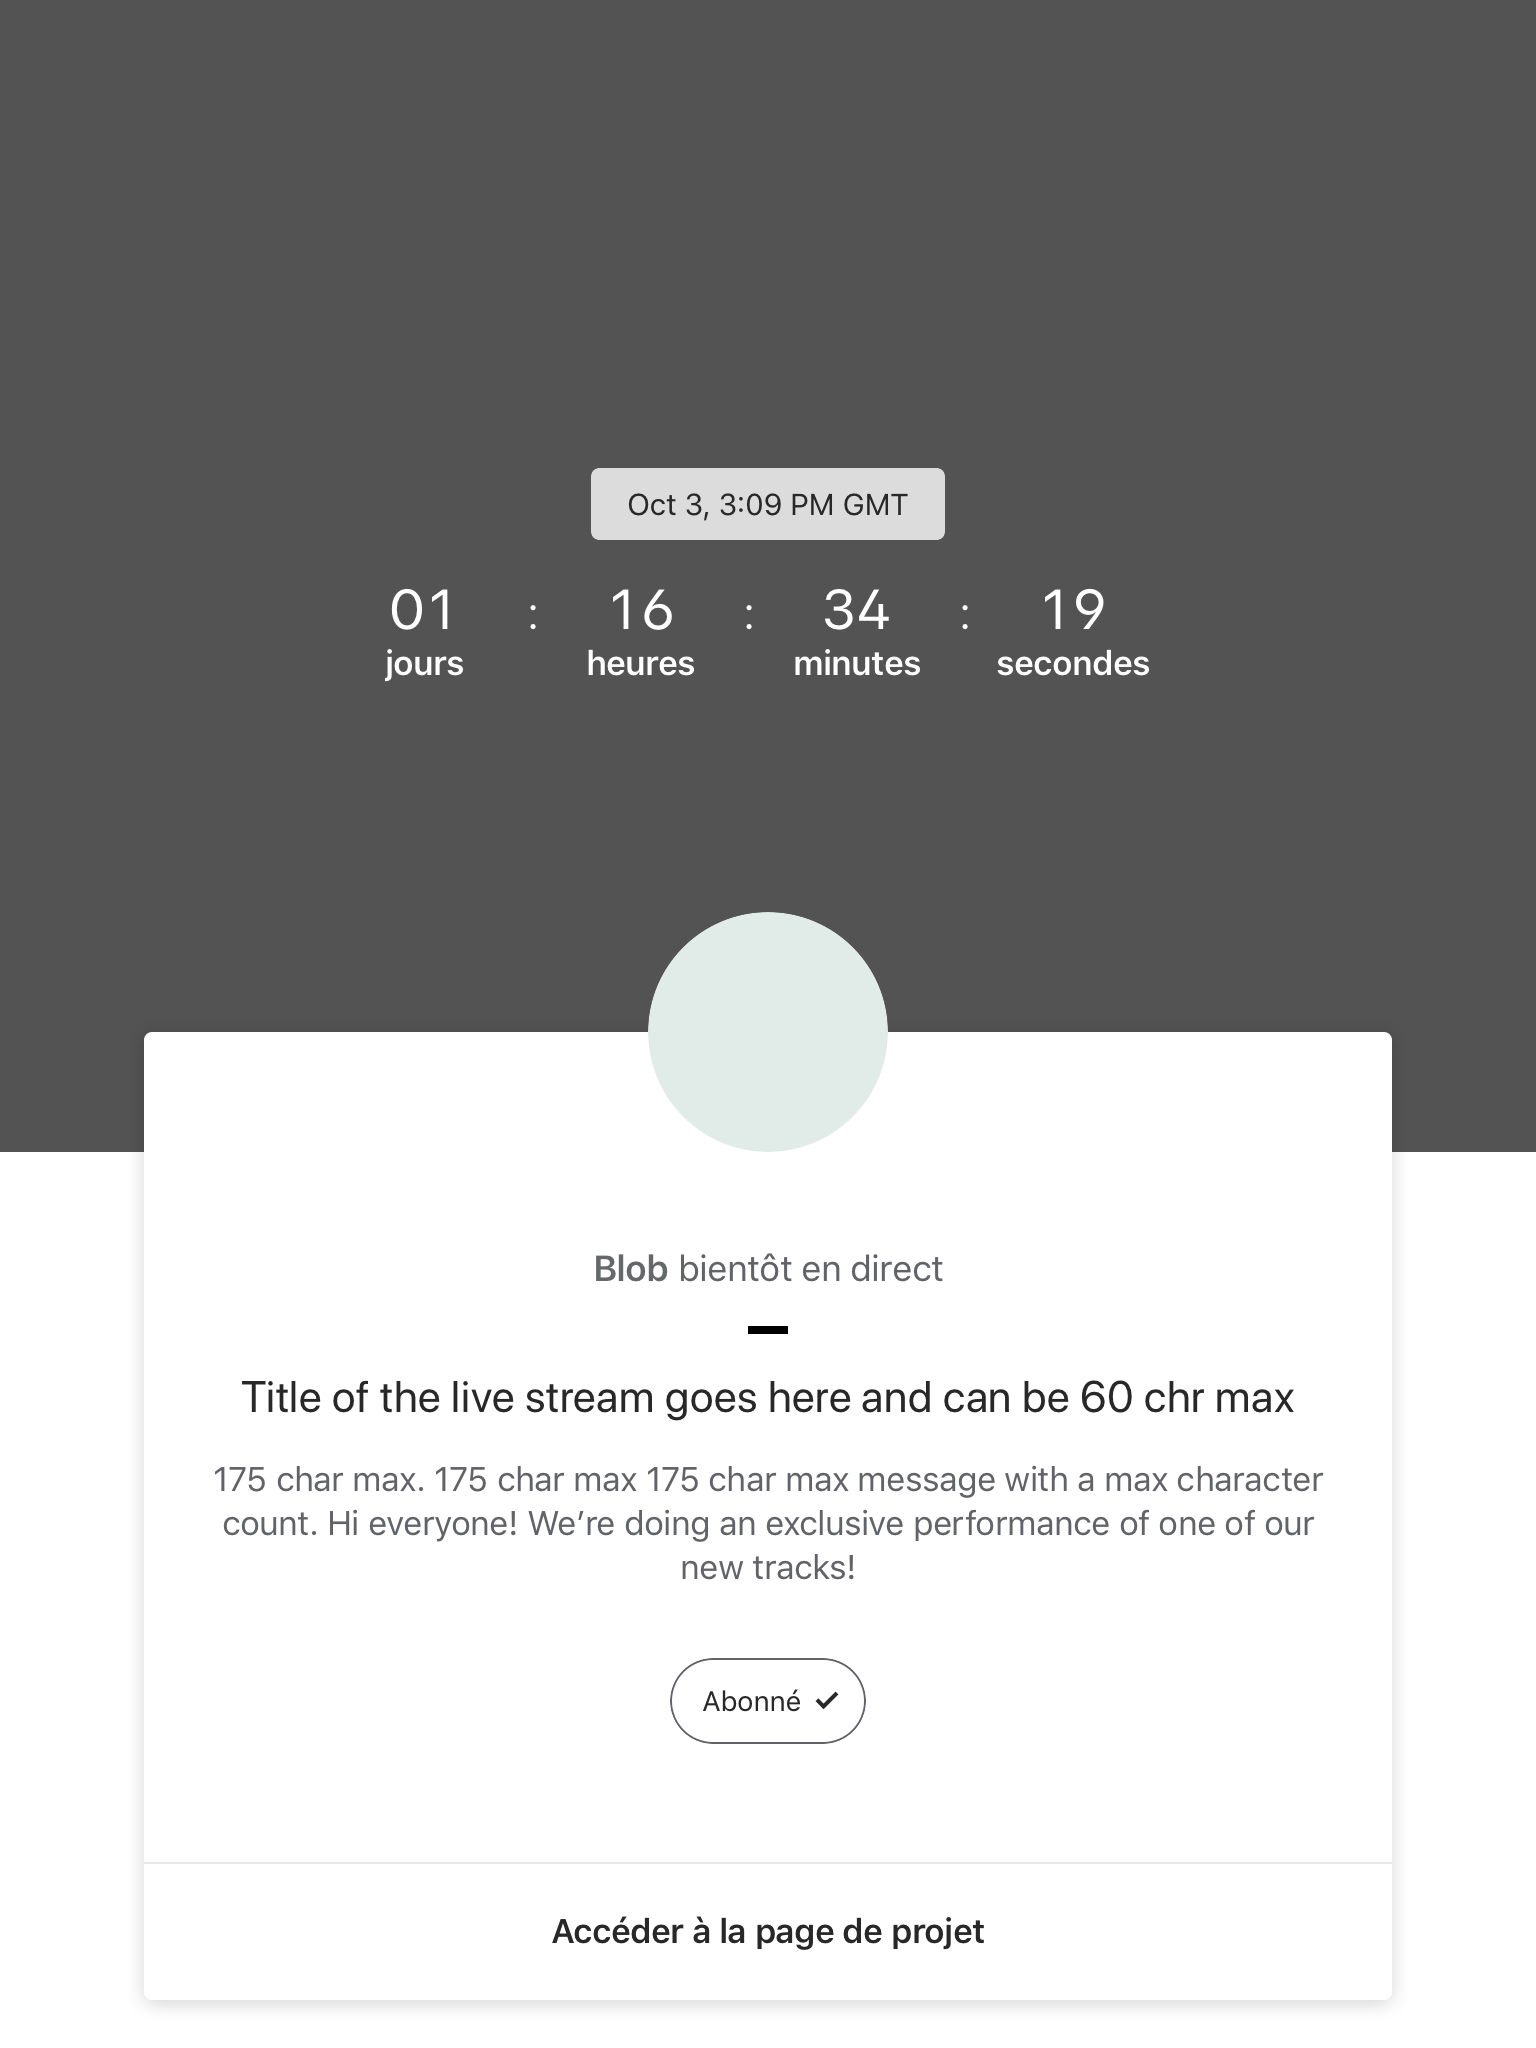 Oct 3, 3:09 PM GMT
01 : 16 : 34 : 19
jours heures minutes secondes
Blob bientôt en direct
Title of the live stream goes here and can be 60 chr max
175 char max. 175 char max 175 char max message with a max character
count. Hi everyone! We’re doing an exclusive performance of one of our
new tracks!
Abonné
Accéder à la page de projet